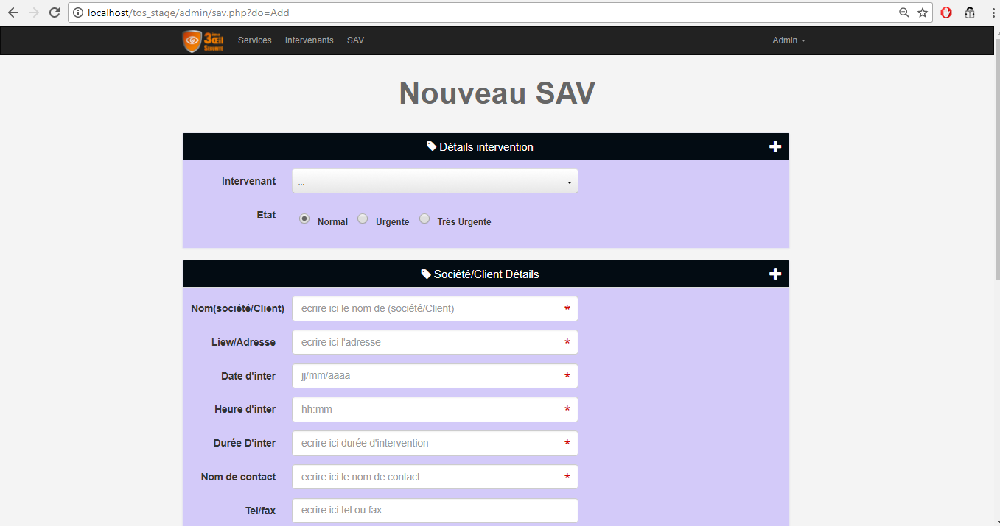 localhost/tos_stage/admin/sav.php?do=Add
3ème Œil Sécurité Services Intervenants SAV Admin
Nouveau SAV
Détails intervention
Intervenant ...
Etat Normal Urgente Trés Urgente
Société/Client Détails
Nom(société/Client) ecrire ici le nom de (société/Client) *
Liew/Adresse ecrire ici l'adresse *
Date d'inter jj/mm/aaaa *
Heure d'inter hh:mm *
Durée D'inter ecrire ici durée d'intervention *
Nom de contact ecrire ici le nom de contact *
Tel/fax ecrire ici tel ou fax